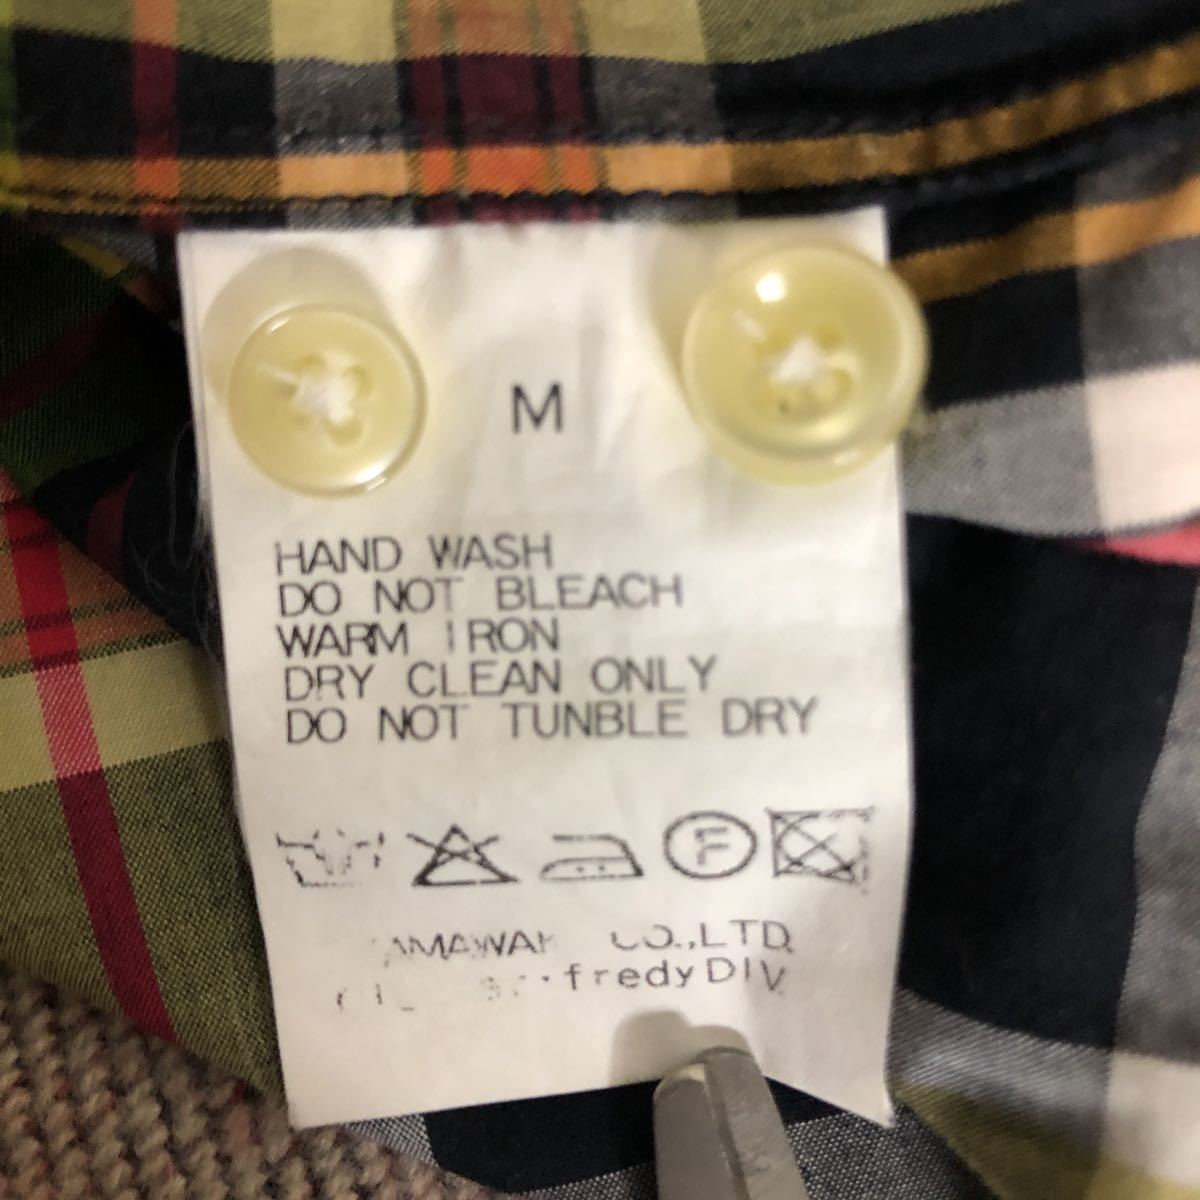 M
HAND WASH
DO NOT BLEACH
WARM IRON
DRY CLEAN ONLY
DO NOT TUNBLE DRY
F
CO.,LTD.
fredy DIV.